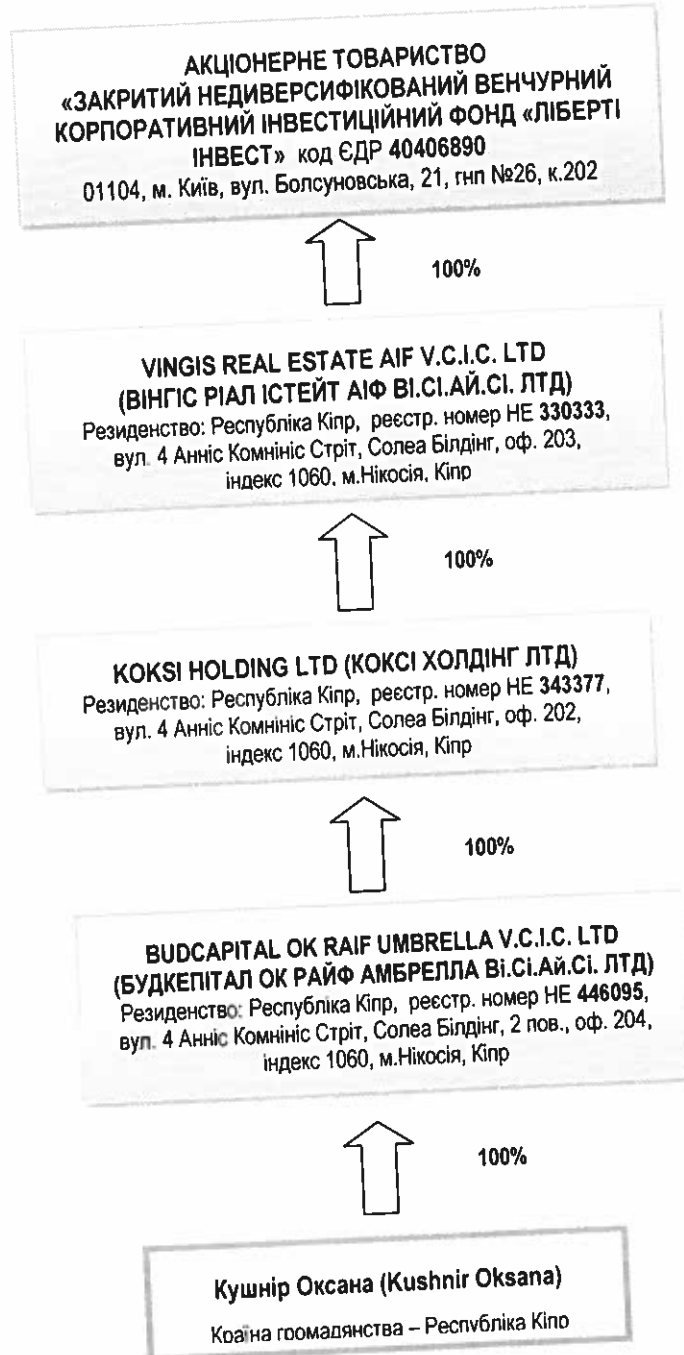 АКЦІОНЕРНЕ ТОВАРИСТВО
«ЗАКРИТИЙ НЕДИВЕРСИФІКОВАНИЙ ВЕНЧУРНИЙ
КОРПОРАТИВНИЙ ІНВЕСТИЦІЙНИЙ ФОНД «ЛІБЕРТІ
ІНВЕСТ» код ЄДР 40406890
01104, м. Київ, вул. Болсуновська, 21, гнп №26, к.202
100%
VINGIS REAL ESTATE AIF V.C.I.C. LTD
(ВІНГІС РІАЛ ІСТЕЙТ АІФ ВІ.СІ.АЙ.СІ. ЛТД)
Резиденство: Республіка Кіпр, реєстр. номер НЕ 330333,
вул. 4 Анніс Комнініс Стріт, Солеа Білдінг, оф. 203,
індекс 1060, м.Нікосія, Кіпр
100%
KOKSI HOLDING LTD (КОКСІ ХОЛДІНГ ЛТД)
Резиденство: Республіка Кіпр, реєстр. номер НЕ 343377,
вул. 4 Анніс Комнініс Стріт, Солеа Білдінг, оф. 202,
індекс 1060, м.Нікосія, Кіпр
100%
BUDCAPITAL OK RAIF UMBRELLA V.C.I.C. LTD
(БУДКЕПІТАЛ ОК РАЙФ АМБРЕЛЛА Ві.Сі.Ай.Сі. ЛТД)
Резиденство: Республіка Кіпр, реєстр. номер НЕ 446095,
вул. 4 Анніс Комнініс Стріт, Солеа Білдінг, 2 пов., оф. 204,
індекс 1060, м.Нікосія, Кіпр
100%
Кушнір Оксана (Kushnir Oksana)
Країна громадянства – Республіка Кіпр